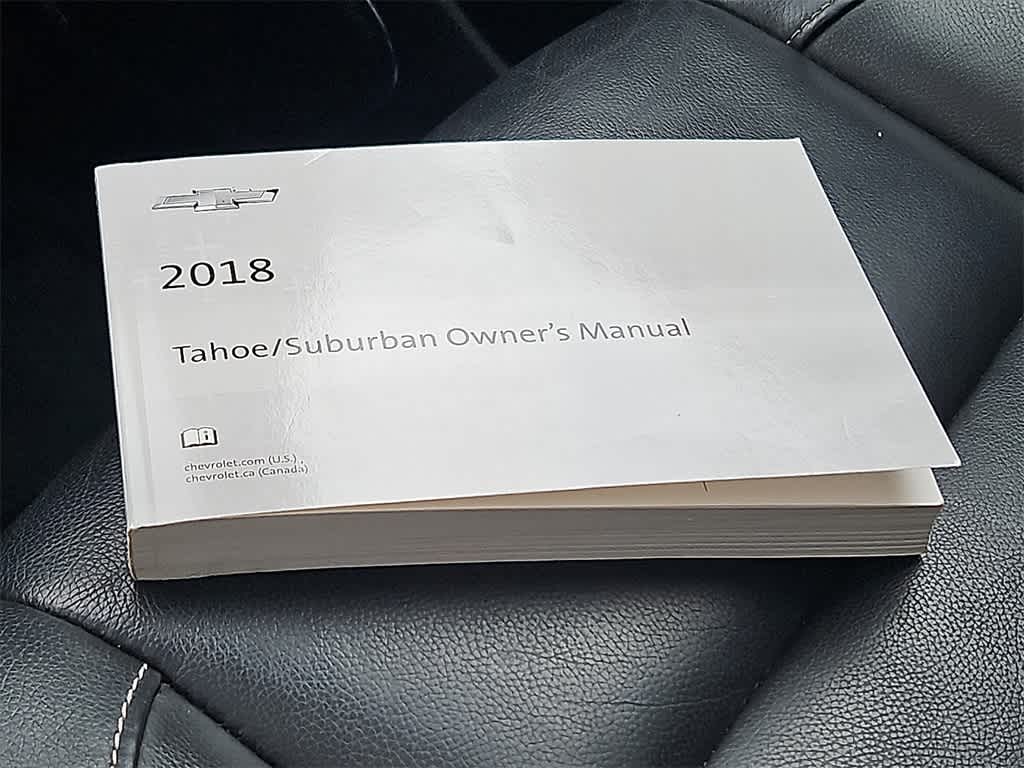 2018
Tahoe/Suburban Owner's Manual
chevrolet.com (U.S.)
chevrolet.ca (Canada)